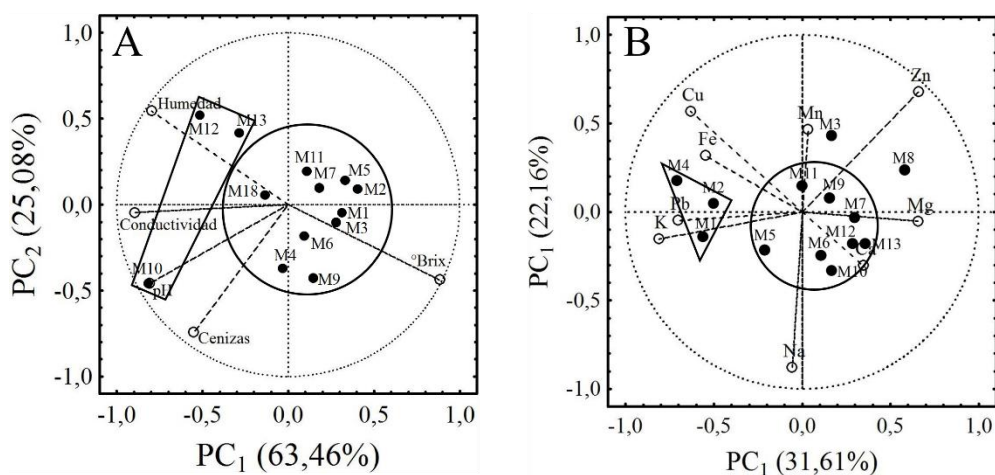 A
1,0
0,5
0,0
-0,5
-1,0
PC2 (25,08%)
Humedad
M12
M13
M11
M7
M5
M2
M18
Conductividad
M1
M3
M6
M4
M9
M10
pH
°Brix
Cenizas
-1,0 -0,5 0,0 0,5 1,0
PC1 (63,46%)
B
1,0
0,5
0,0
-0,5
-1,0
PC1 (22,16%)
Zn
Cu
Mn
M3
Fe
M4
M2
M11
M9
M8
Pb
M7
Mg
K
M1
M5
M12
M13
M6
M10
Na
-1,0 -0,5 0,0 0,5 1,0
PC1 (31,61%)